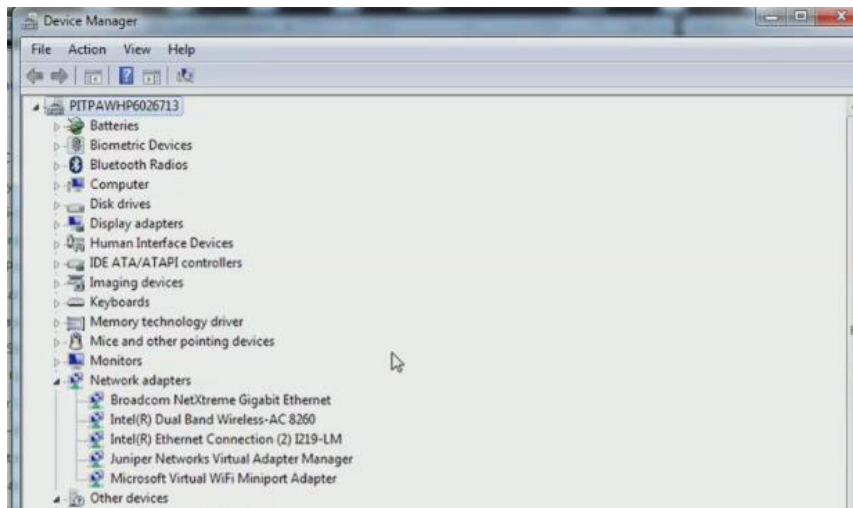 Device Manager
File Action View Help
PITPAWHP6026713
Batteries
Biometric Devices
Bluetooth Radios
Computer
Disk drives
Display adapters
Human Interface Devices
IDE ATA/ATAPI controllers
Imaging devices
Keyboards
Memory technology driver
Mice and other pointing devices
Monitors
Network adapters
Broadcom NetXtreme Gigabit Ethernet
Intel(R) Dual Band Wireless-AC 8260
Intel(R) Ethernet Connection (2) I219-LM
Juniper Networks Virtual Adapter Manager
Microsoft Virtual WiFi Miniport Adapter
Other devices